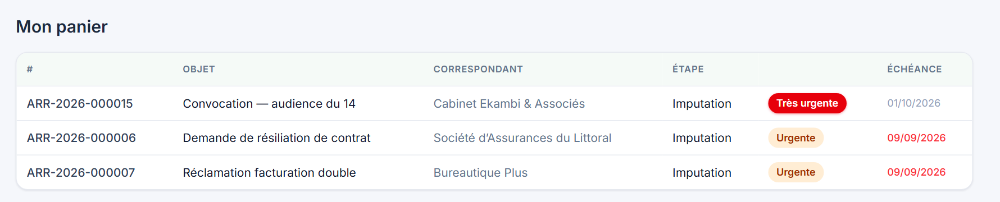 Mon panier
# OBJET CORRESPONDANT ÉTAPE ÉCHÉANCE
ARR-2026-000015 Convocation — audience du 14 Cabinet Ekambi & Associés Imputation Très urgente 01/10/2026
ARR-2026-000006 Demande de résiliation de contrat Société d’Assurances du Littoral Imputation Urgente 09/09/2026
ARR-2026-000007 Réclamation facturation double Bureautique Plus Imputation Urgente 09/09/2026